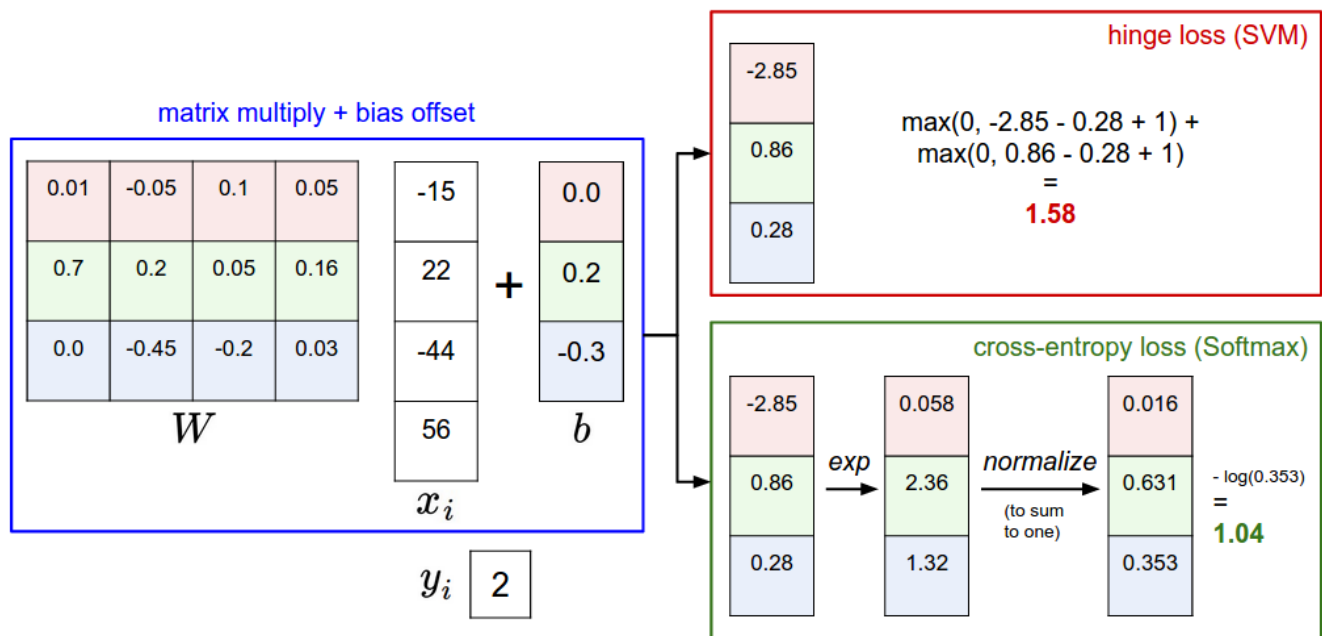 matrix multiply + bias offset
0.01 -0.05 0.1 0.05
0.7 0.2 0.05 0.16
0.0 -0.45 -0.2 0.03
W
-15
22
-44
56
x_i
+
0.0
0.2
-0.3
b
y_i 2
hinge loss (SVM)
-2.85
0.86
0.28
max(0, -2.85 - 0.28 + 1) +
max(0, 0.86 - 0.28 + 1)
=
1.58
cross-entropy loss (Softmax)
-2.85
0.86
0.28
exp
0.058
2.36
1.32
normalize
(to sum
to one)
0.016
0.631
0.353
- log(0.353)
=
1.04